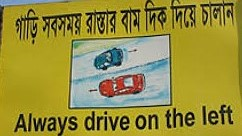 গাড়ি সবসময় রাস্তার বাম দিক দিয়ে চালান
Always drive on the left